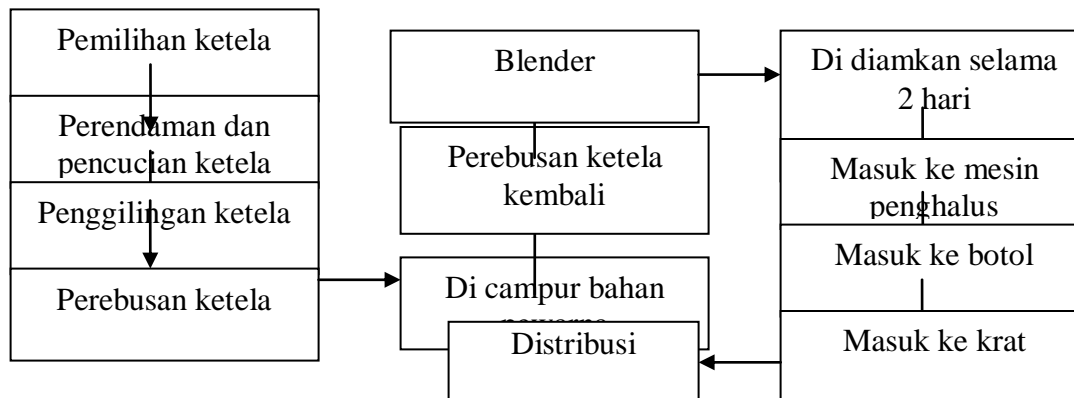 Pemilihan ketela
Perendaman dan
pencucian ketela
Penggilingan ketela
Perebusan ketela
Blender
Perebusan ketela
kembali
Di campur bahan
Distribusi
Di diamkan selama
2 hari
Masuk ke mesin
penghalus
Masuk ke botol
Masuk ke krat